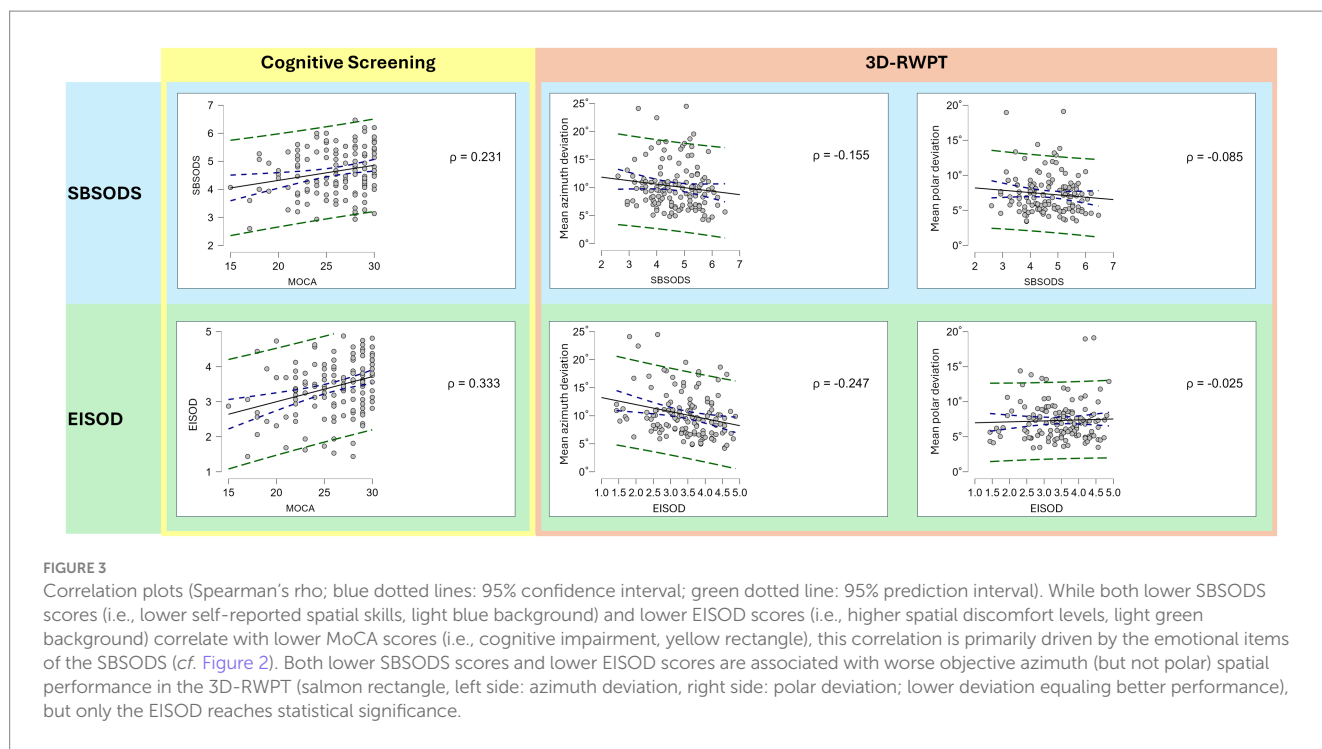 Cognitive Screening
3D-RWPT
SBSODS
7
6
5
4
3
2
SBSODS
15
20
25
30
MOCA
ρ = 0.231
25°
20°
15°
10°
5°
0°
Mean azimuth deviation
2
3
4
5
6
7
SBSODS
ρ = -0.155
20°
15°
10°
5°
0°
Mean polar deviation
2
3
4
5
6
7
SBSODS
ρ = -0.085
EISOD
5
4
3
2
1
EISOD
15
20
25
30
MOCA
ρ = 0.333
25°
20°
15°
10°
5°
0°
Mean azimuth deviation
1.0 1.5 2.0 2.5 3.0 3.5 4.0 4.5 5.0
EISOD
ρ = -0.247
20°
15°
10°
5°
0°
Mean polar deviation
1.0 1.5 2.0 2.5 3.0 3.5 4.0 4.5 5.0
EISOD
ρ = -0.025
FIGURE 3
Correlation plots (Spearman's rho; blue dotted lines: 95% confidence interval; green dotted line: 95% prediction interval). While both lower SBSODS
scores (i.e., lower self-reported spatial skills, light blue background) and lower EISOD scores (i.e., higher spatial discomfort levels, light green
background) correlate with lower MoCA scores (i.e., cognitive impairment, yellow rectangle), this correlation is primarily driven by the emotional items
of the SBSODS (cf. Figure 2). Both lower SBSODS scores and lower EISOD scores are associated with worse objective azimuth (but not polar) spatial
performance in the 3D-RWPT (salmon rectangle, left side: azimuth deviation, right side: polar deviation; lower deviation equaling better performance),
but only the EISOD reaches statistical significance.